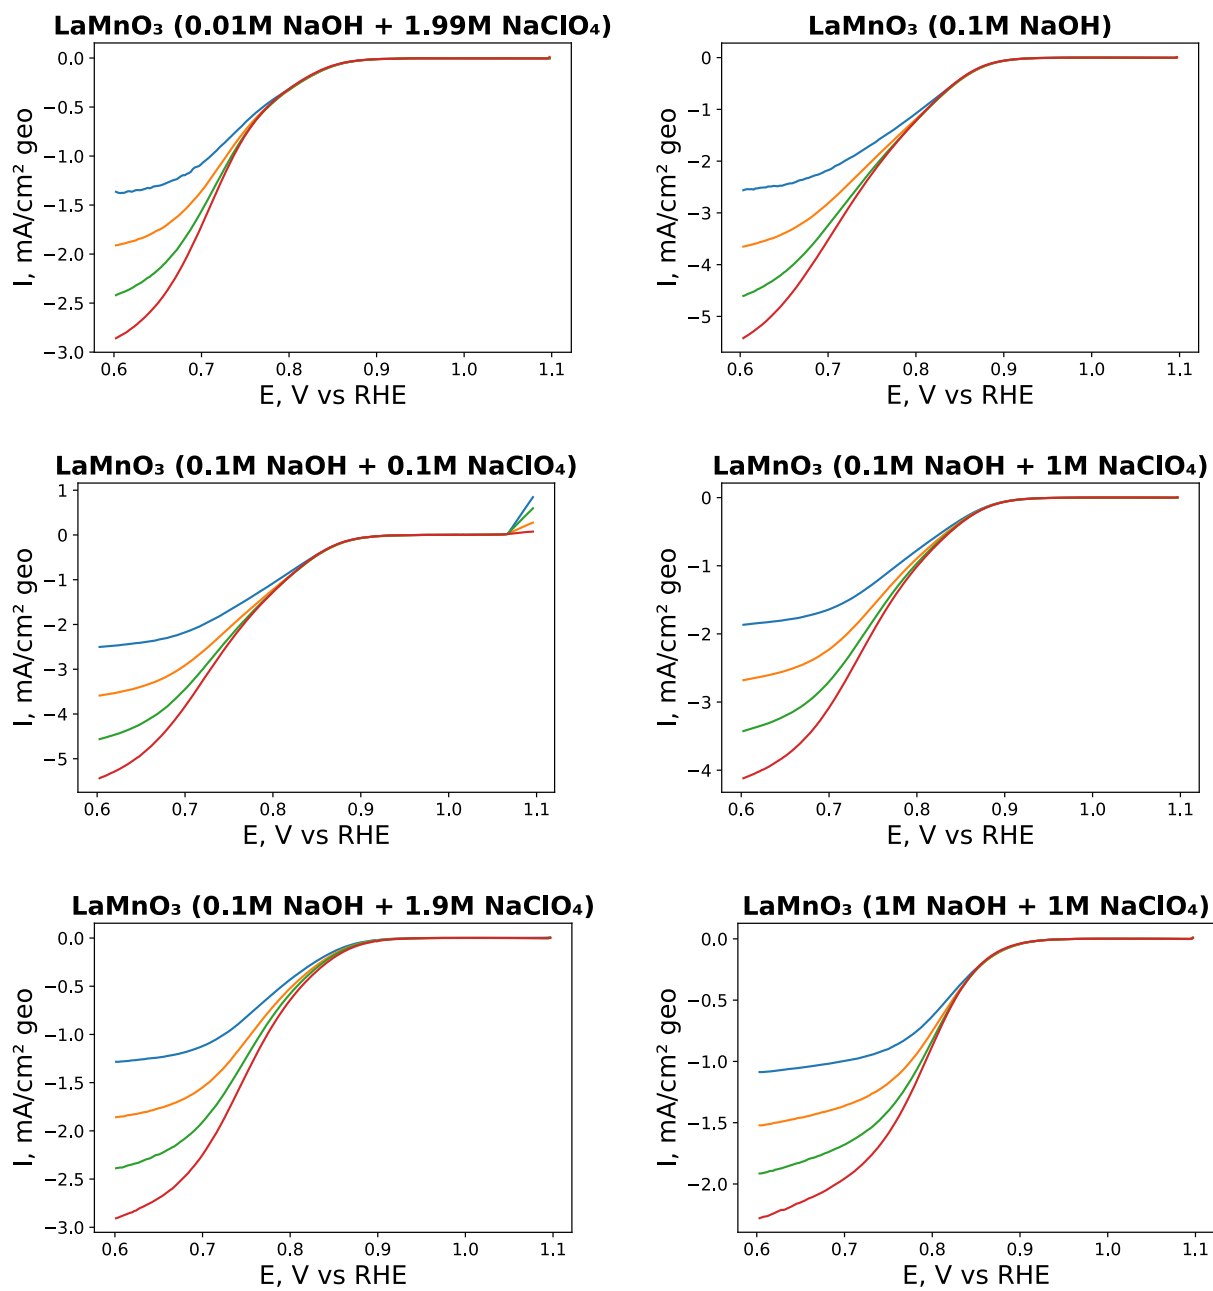 LaMnO₃ (0.01M NaOH + 1.99M NaClO₄)
0.0
−0.5
−1.0
−1.5
−2.0
−2.5
−3.0
I, mA/cm² geo
0.6 0.7 0.8 0.9 1.0 1.1
E, V vs RHE
LaMnO₃ (0.1M NaOH)
0
−1
−2
−3
−4
−5
I, mA/cm² geo
0.6 0.7 0.8 0.9 1.0 1.1
E, V vs RHE
LaMnO₃ (0.1M NaOH + 0.1M NaClO₄)
1
0
−1
−2
−3
−4
−5
I, mA/cm² geo
0.6 0.7 0.8 0.9 1.0 1.1
E, V vs RHE
LaMnO₃ (0.1M NaOH + 1M NaClO₄)
0
−1
−2
−3
−4
I, mA/cm² geo
0.6 0.7 0.8 0.9 1.0 1.1
E, V vs RHE
LaMnO₃ (0.1M NaOH + 1.9M NaClO₄)
0.0
−0.5
−1.0
−1.5
−2.0
−2.5
−3.0
I, mA/cm² geo
0.6 0.7 0.8 0.9 1.0 1.1
E, V vs RHE
LaMnO₃ (1M NaOH + 1M NaClO₄)
0.0
−0.5
−1.0
−1.5
−2.0
I, mA/cm² geo
0.6 0.7 0.8 0.9 1.0 1.1
E, V vs RHE